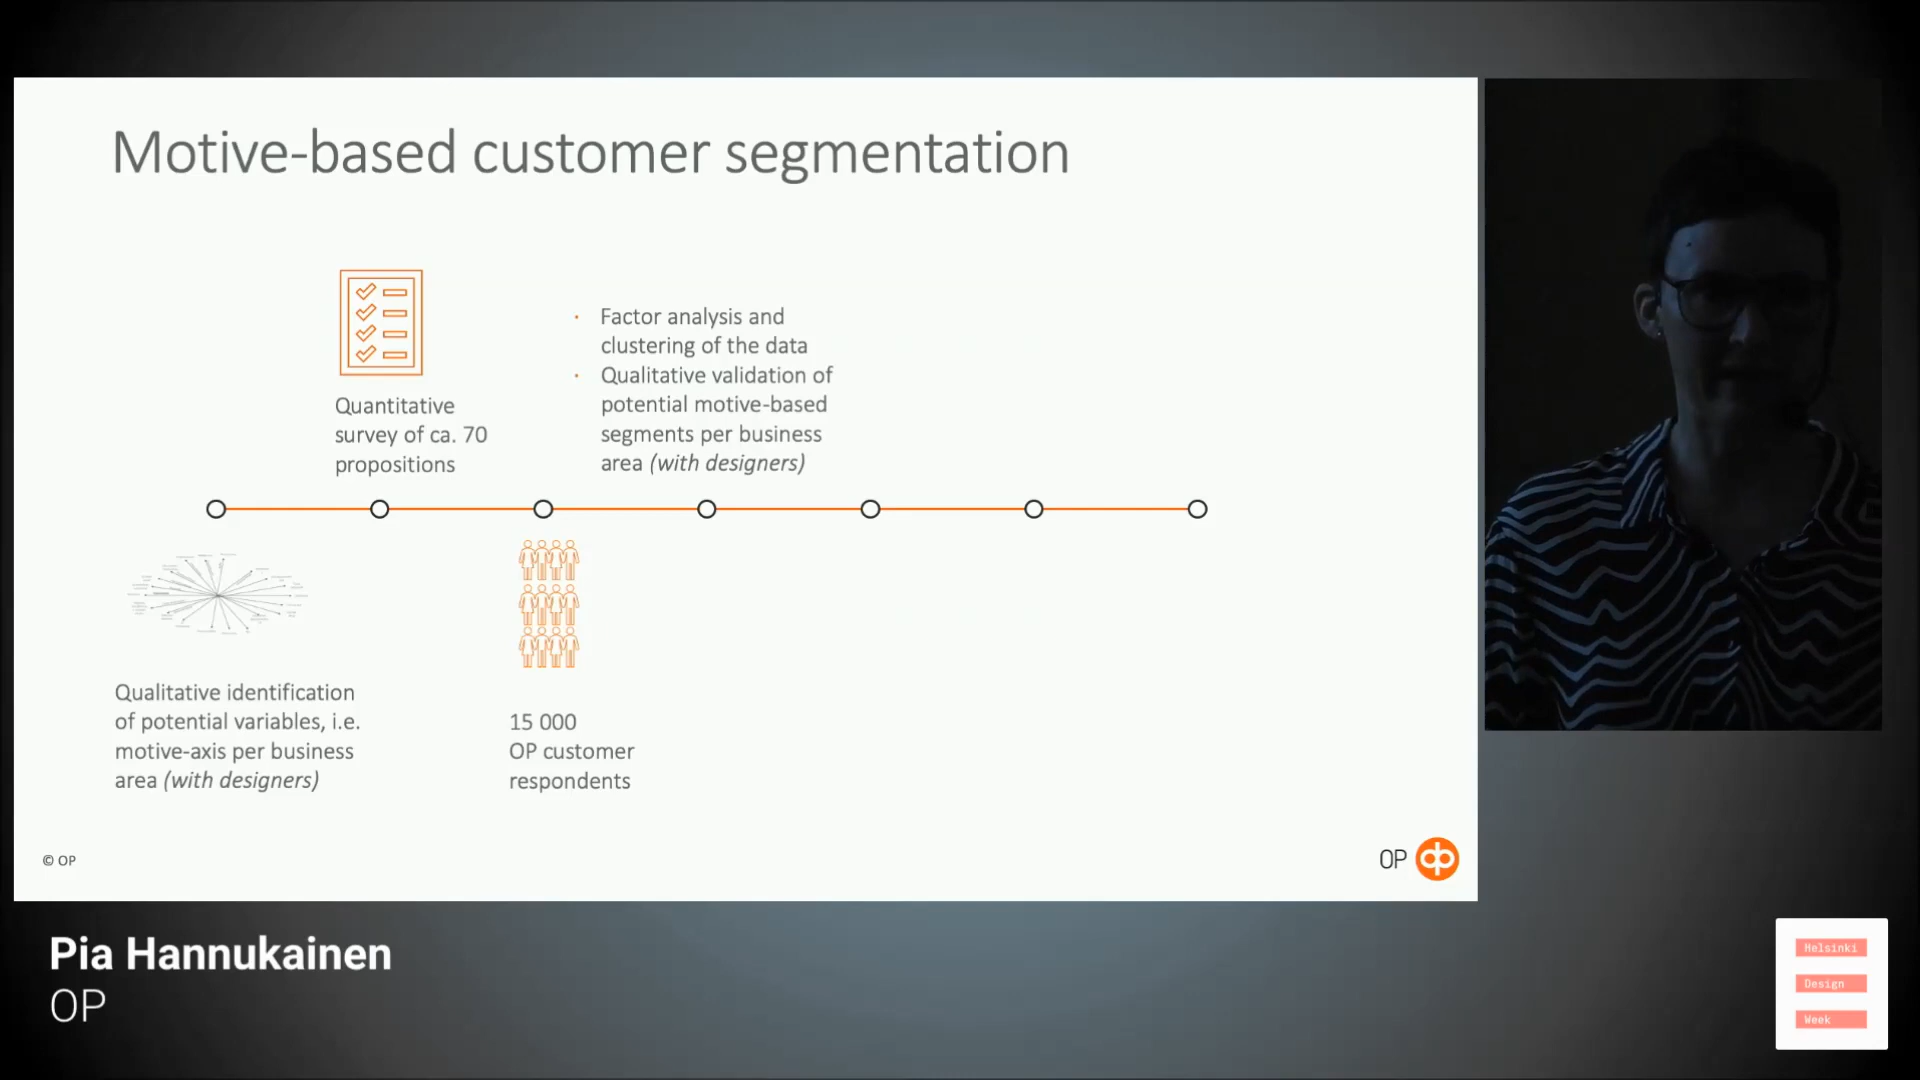 Motive-based customer segmentation
Quantitative
survey of ca. 70
propositions
· Factor analysis and
clustering of the data
· Qualitative validation of
potential motive-based
segments per business
area (with designers)
Qualitative identification
of potential variables, i.e.
motive-axis per business
area (with designers)
15 000
OP customer
respondents
© OP
OP
Pia Hannukainen
OP
Helsinki
Design
Week